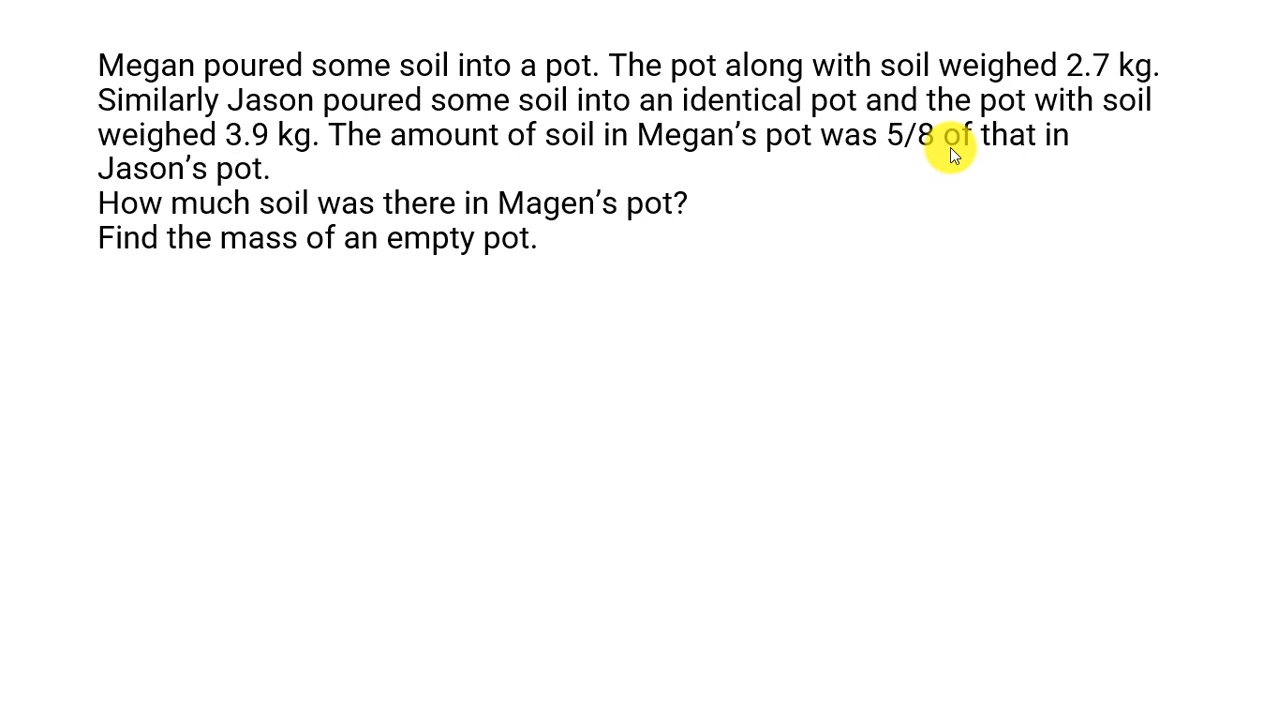 Megan poured some soil into a pot. The pot along with soil weighed 2.7 kg.
Similarly Jason poured some soil into an identical pot and the pot with soil
weighed 3.9 kg. The amount of soil in Megan’s pot was 5/8 of that in
Jason’s pot.
How much soil was there in Magen’s pot?
Find the mass of an empty pot.